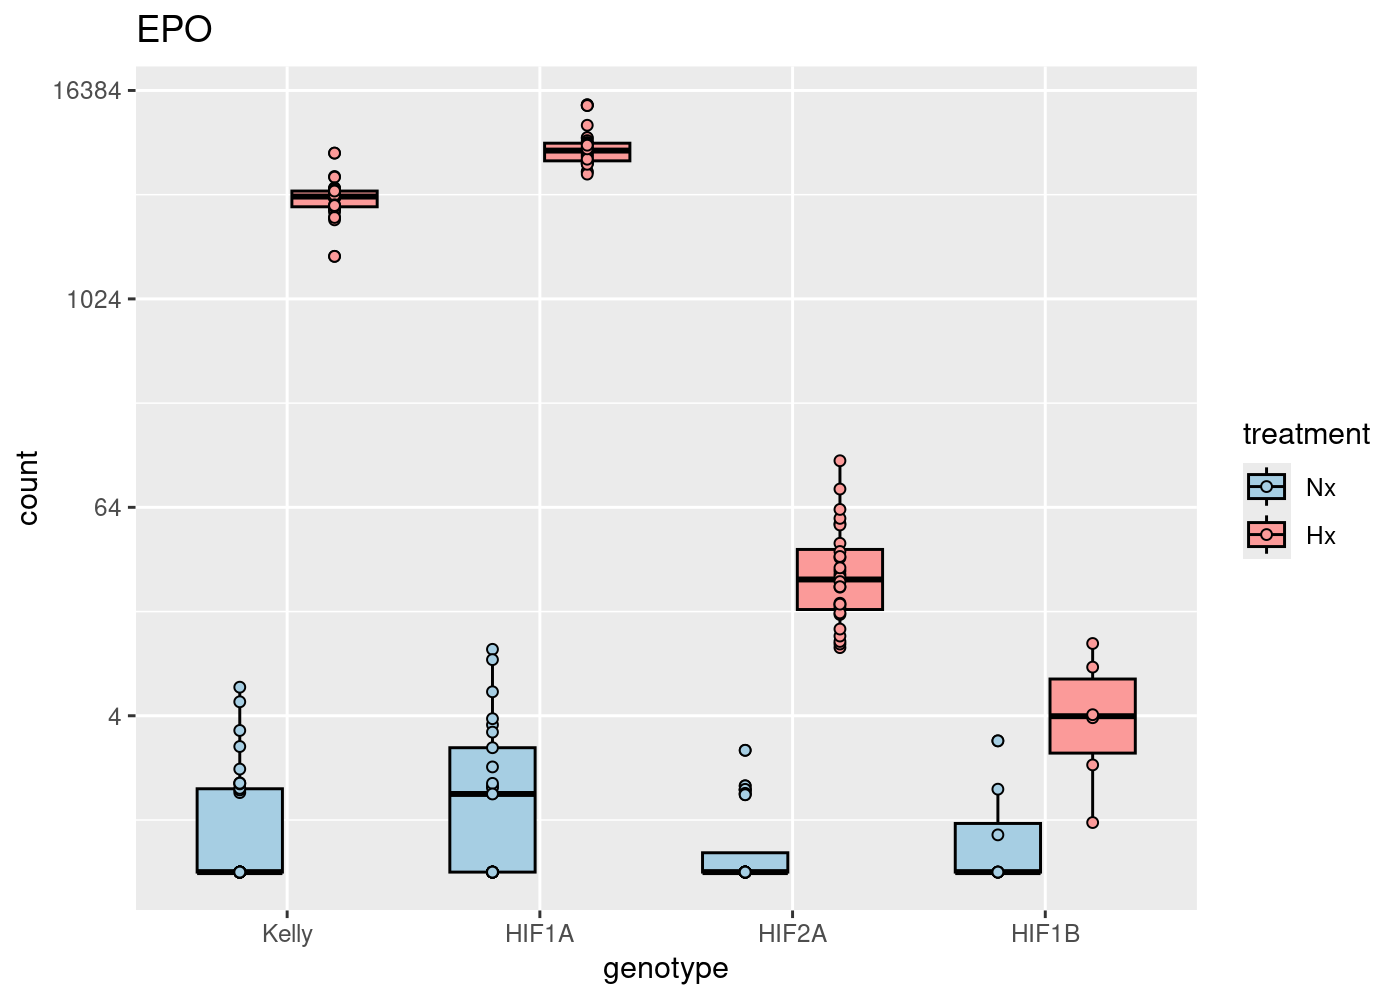 EPO
16384
1024
64
4
count
Kelly
HIF1A
HIF2A
HIF1B
genotype
treatment
Nx
Hx